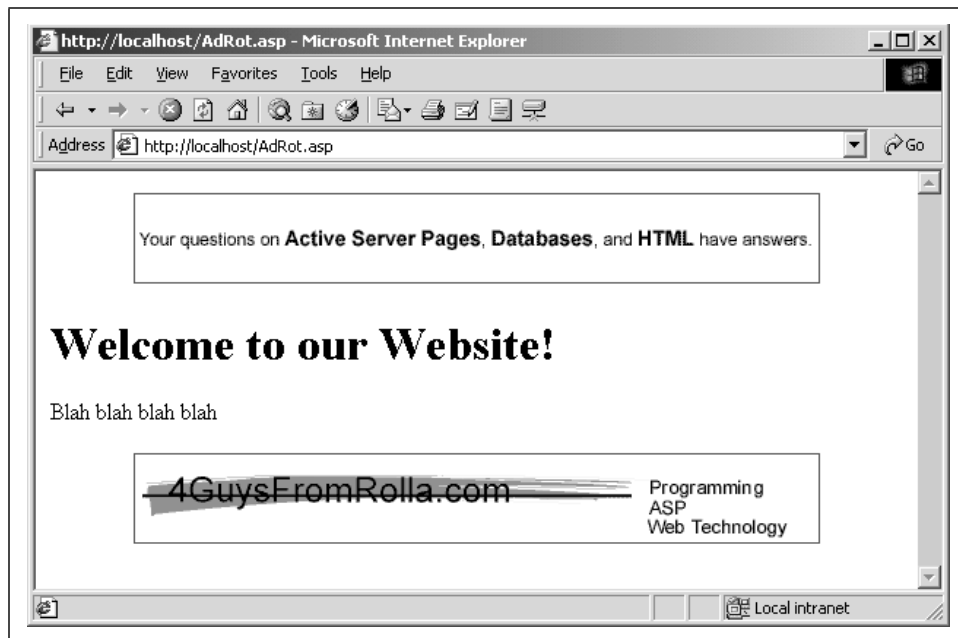 http://localhost/AdRot.asp - Microsoft Internet Explorer
File Edit View Favorites Tools Help
Address http://localhost/AdRot.asp Go
Your questions on Active Server Pages, Databases, and HTML have answers.
Welcome to our Website!
Blah blah blah blah
4GuysFromRolla.com
Programming
ASP
Web Technology
Local intranet